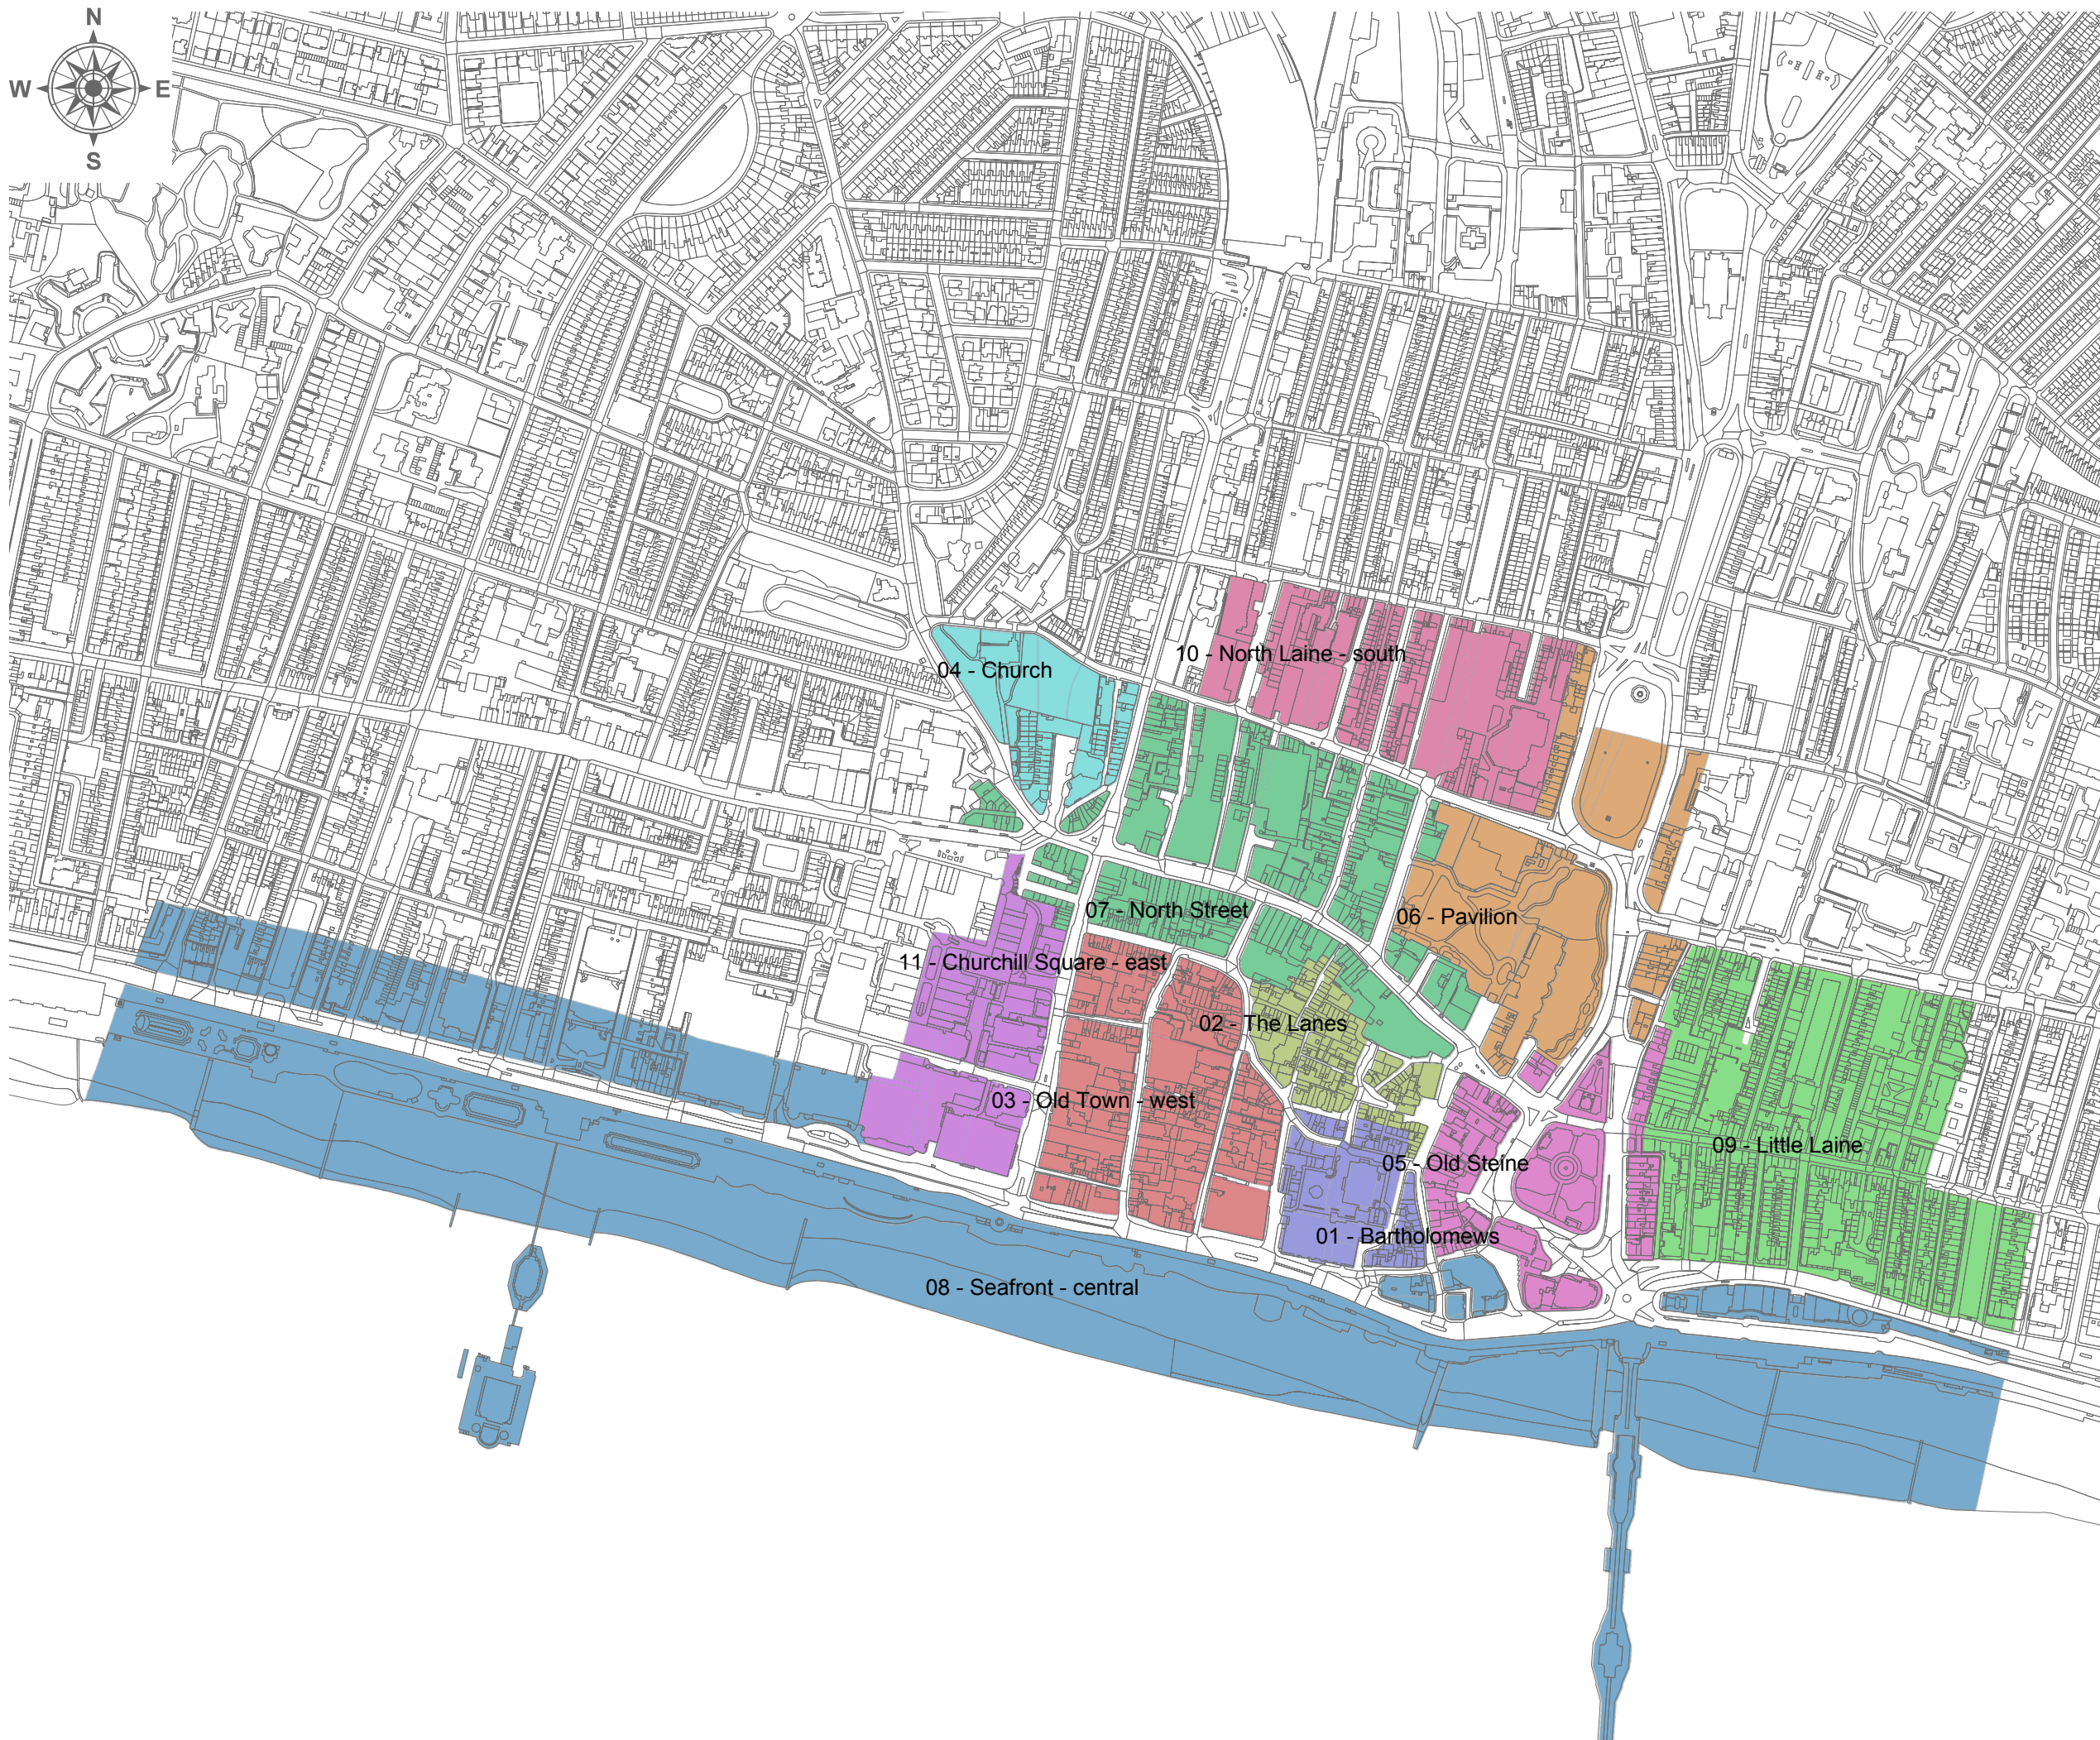 N
W E
S
04 - Church
10 - North Laine - south
07 - North Street
06 - Pavilion
11 - Churchill Square - east
02 - The Lanes
03 - Old Town - west
09 - Little Laine
05 - Old Steine
01 - Bartholomews
08 - Seafront - central